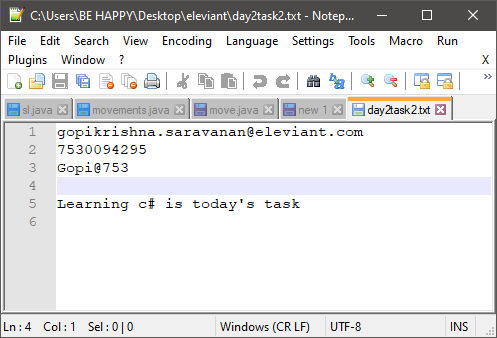 C:\Users\BE HAPPY\Desktop\eleviant\day2task2.txt - Notep...
File Edit Search View Encoding Language Settings Tools Macro Run
Plugins Window ? X
sl.java movements.java move.java new 1 day2task2.txt
1 gopikrishna.saravanan@eleviant.com
2 7530094295
3 Gopi@753
4
5 Learning c# is today's task
6
Ln : 4 Col : 1 Sel : 0 | 0 Windows (CR LF) UTF-8 INS